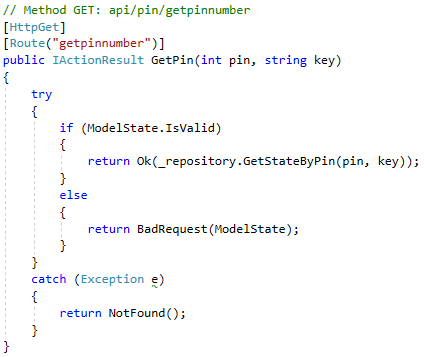 // Method GET: api/pin/getpinnumber
[HttpGet]
[Route("getpinnumber")]
public IActionResult GetPin(int pin, string key)
{
    try
    {
        if (ModelState.IsValid)
        {
            return Ok(_repository.GetStateByPin(pin, key));
        }
        else
        {
            return BadRequest(ModelState);
        }
    }
    catch (Exception e)
    {
        return NotFound();
    }
}